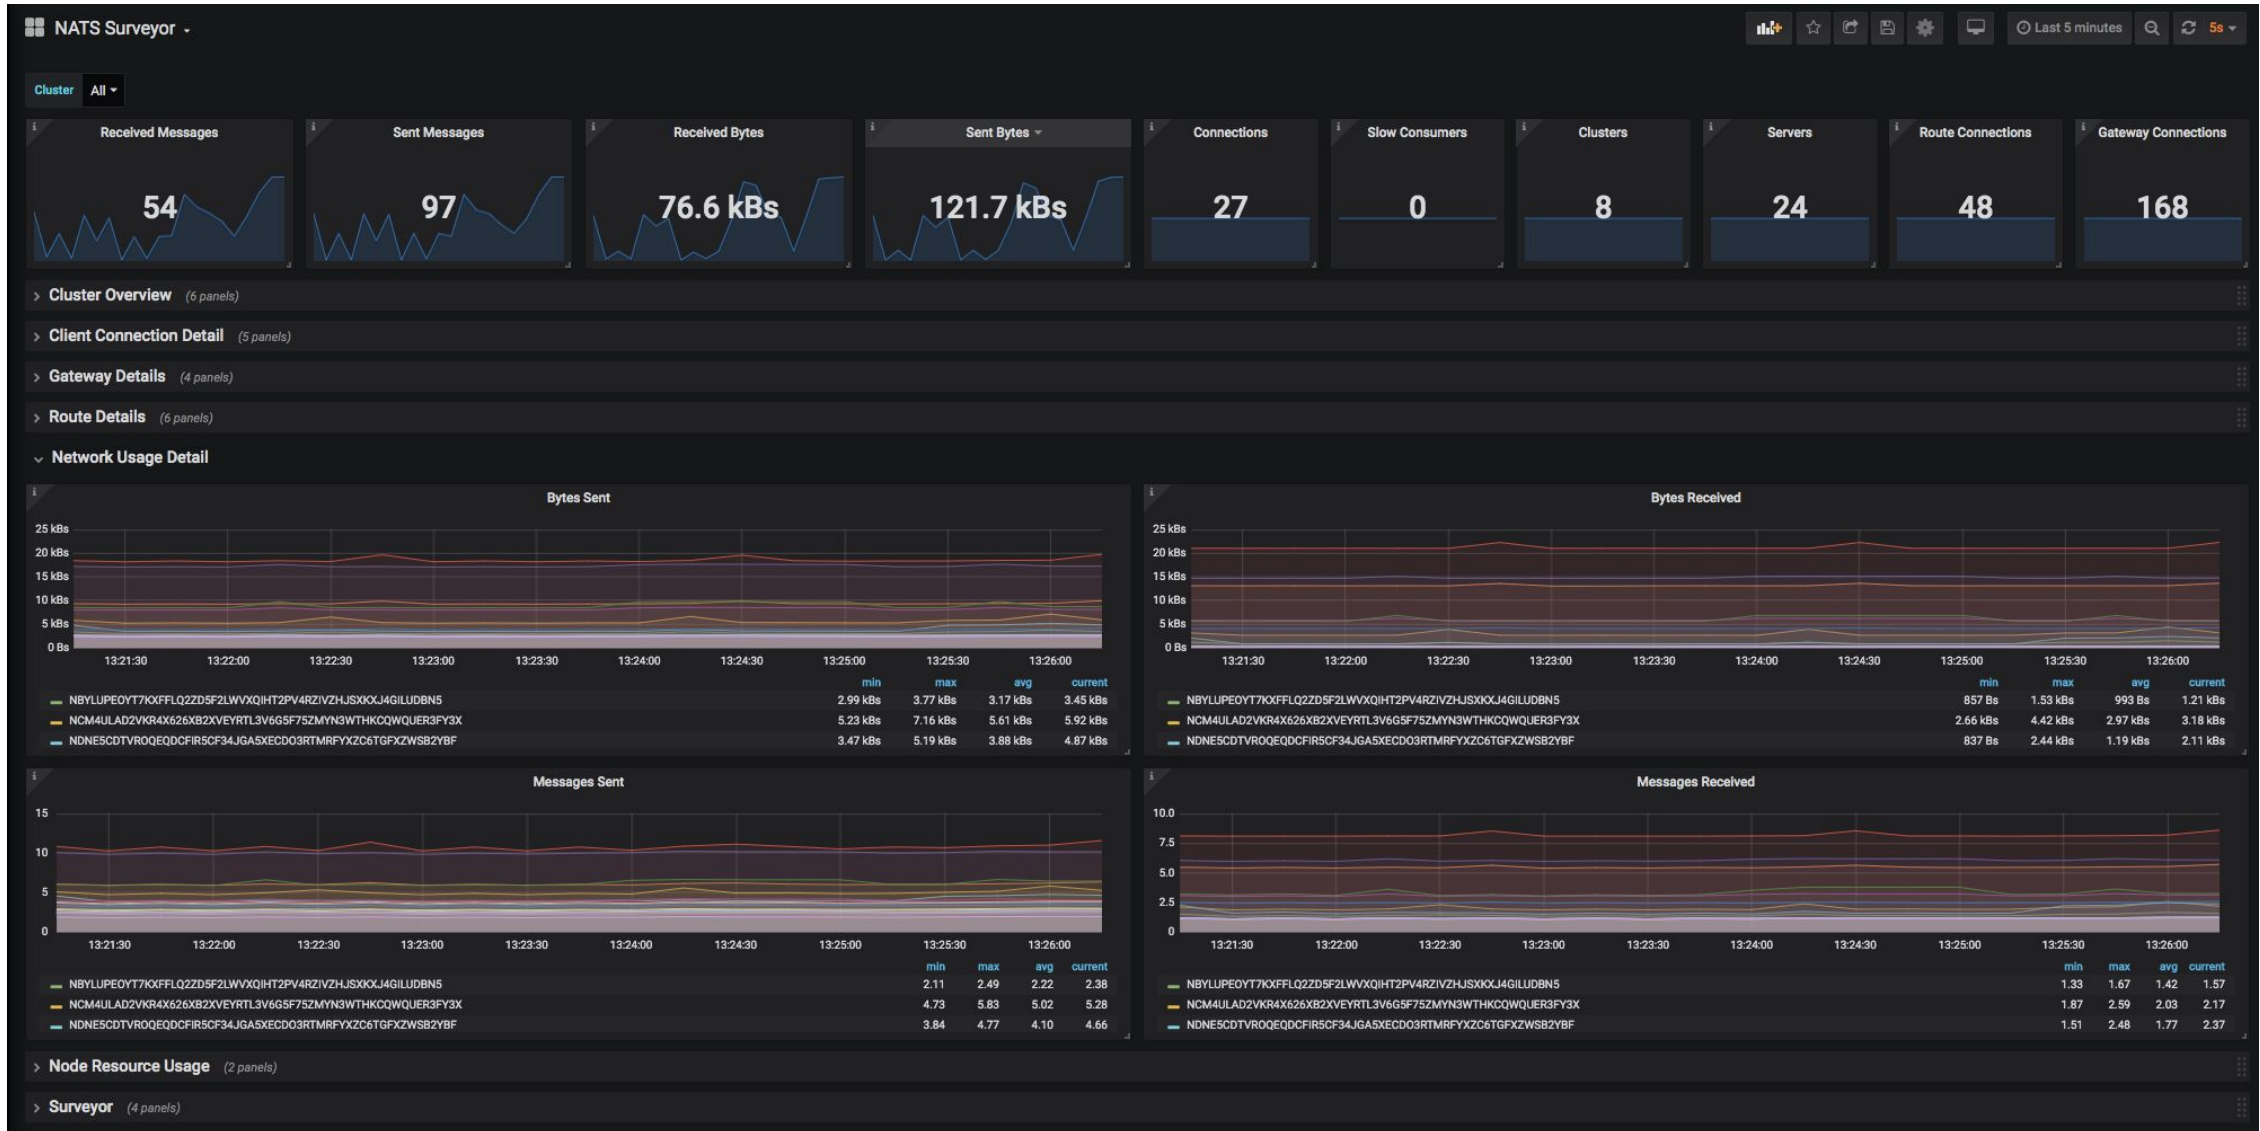 NATS Surveyor
Last 5 minutes
5s
Cluster All
Received Messages
54
Sent Messages
97
Received Bytes
76.6 kBs
Sent Bytes
121.7 kBs
Connections
27
Slow Consumers
0
Clusters
8
Servers
24
Route Connections
48
Gateway Connections
168
Cluster Overview (6 panels)
Client Connection Detail (5 panels)
Gateway Details (4 panels)
Route Details (6 panels)
Network Usage Detail
Bytes Sent
25 kBs
20 kBs
15 kBs
10 kBs
5 kBs
0 Bs
13:21:30 13:22:00 13:22:30 13:23:00 13:23:30 13:24:00 13:24:30 13:25:00 13:25:30 13:26:00
min max avg current
NBYLUPEOYT7KXFFLQ2ZD5F2LWVXQIHT2PV4RZIVZHJSXKXJ4GILUDBN5 2.99 kBs 3.77 kBs 3.17 kBs 3.45 kBs
NCM4ULAD2VKR4X626XB2XVEYRTL3V6G5F75ZMYN3WTHKCQWQUER3FY3X 5.23 kBs 7.16 kBs 5.61 kBs 5.92 kBs
NDNE5CDTVROQEQDCFIR5CF34JGA5XECDO3RTMRFYXZC6TGFXZWSB2YBF 3.47 kBs 5.19 kBs 3.88 kBs 4.87 kBs
Bytes Received
25 kBs
20 kBs
15 kBs
10 kBs
5 kBs
0 Bs
13:21:30 13:22:00 13:22:30 13:23:00 13:23:30 13:24:00 13:24:30 13:25:00 13:25:30 13:26:00
min max avg current
NBYLUPEOYT7KXFFLQ2ZD5F2LWVXQIHT2PV4RZIVZHJSXKXJ4GILUDBN5 857 Bs 1.53 kBs 993 Bs 1.21 kBs
NCM4ULAD2VKR4X626XB2XVEYRTL3V6G5F75ZMYN3WTHKCQWQUER3FY3X 2.66 kBs 4.42 kBs 2.97 kBs 3.18 kBs
NDNE5CDTVROQEQDCFIR5CF34JGA5XECDO3RTMRFYXZC6TGFXZWSB2YBF 837 Bs 2.44 kBs 1.19 kBs 2.11 kBs
Messages Sent
15
10
5
0
13:21:30 13:22:00 13:22:30 13:23:00 13:23:30 13:24:00 13:24:30 13:25:00 13:25:30 13:26:00
min max avg current
NBYLUPEOYT7KXFFLQ2ZD5F2LWVXQIHT2PV4RZIVZHJSXKXJ4GILUDBN5 2.11 2.49 2.22 2.38
NCM4ULAD2VKR4X626XB2XVEYRTL3V6G5F75ZMYN3WTHKCQWQUER3FY3X 4.73 5.83 5.02 5.28
NDNE5CDTVROQEQDCFIR5CF34JGA5XECDO3RTMRFYXZC6TGFXZWSB2YBF 3.84 4.77 4.10 4.66
Messages Received
10.0
7.5
5.0
2.5
0
13:21:30 13:22:00 13:22:30 13:23:00 13:23:30 13:24:00 13:24:30 13:25:00 13:25:30 13:26:00
min max avg current
NBYLUPEOYT7KXFFLQ2ZD5F2LWVXQIHT2PV4RZIVZHJSXKXJ4GILUDBN5 1.33 1.67 1.42 1.57
NCM4ULAD2VKR4X626XB2XVEYRTL3V6G5F75ZMYN3WTHKCQWQUER3FY3X 1.87 2.59 2.03 2.17
NDNE5CDTVROQEQDCFIR5CF34JGA5XECDO3RTMRFYXZC6TGFXZWSB2YBF 1.51 2.48 1.77 2.37
Node Resource Usage (2 panels)
Surveyor (4 panels)